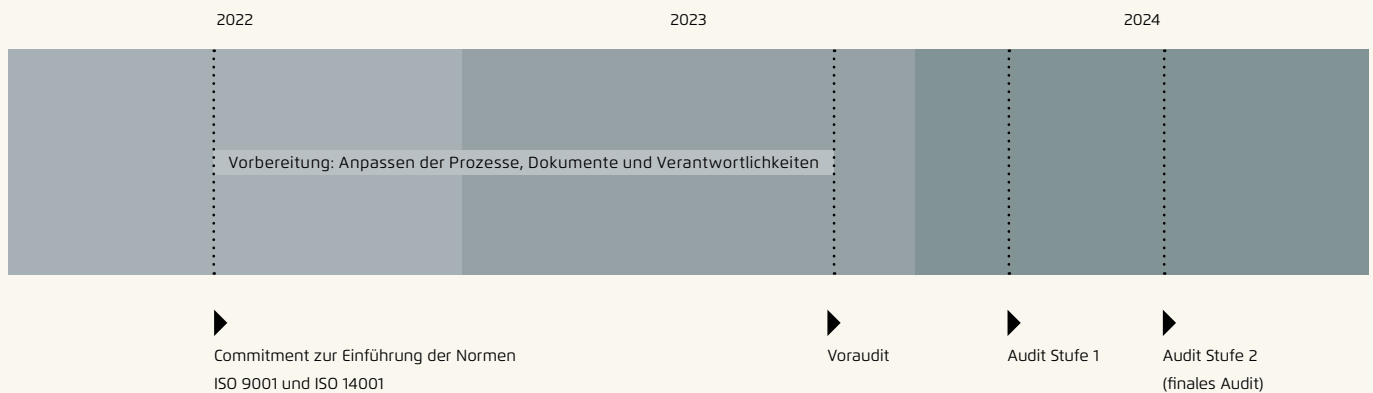 2022
2023
2024
Vorbereitung: Anpassen der Prozesse, Dokumente und Verantwortlichkeiten
Commitment zur Einführung der Normen
ISO 9001 und ISO 14001
Voraudit
Audit Stufe 1
Audit Stufe 2
(finales Audit)